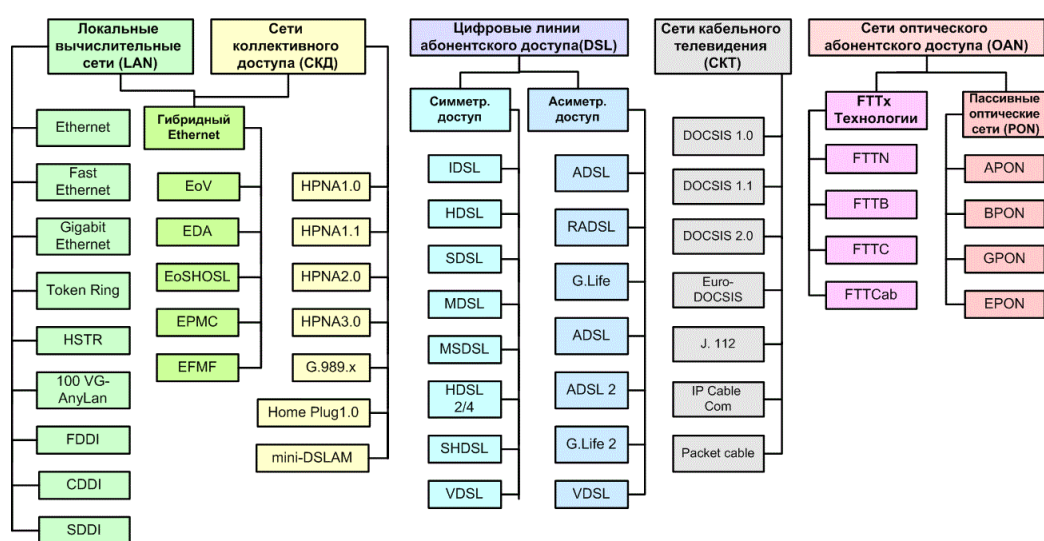 Локальные
вычислительные
сети (LAN)
Ethernet
Fast
Ethernet
Gigabit
Ethernet
Token Ring
HSTR
100 VG-
AnyLan
FDDI
CDDI
SDDI
Гибридный
Ethernet
EoV
EDA
EoSHOSL
EPMC
EFMF
Сети
коллективного
доступа (СКД)
HPNA1.0
HPNA1.1
HPNA2.0
HPNA3.0
G.989.x
Home Plug1.0
mini-DSLAM
Цифровые линии
абонентского доступа(DSL)
Симметр.
доступ
IDSL
HDSL
SDSL
MDSL
MSDSL
HDSL
2/4
SHDSL
VDSL
Асиметр.
доступ
ADSL
RADSL
G.Life
ADSL
ADSL 2
G.Life 2
VDSL
Сети кабельного
телевидения
(СКТ)
DOCSIS 1.0
DOCSIS 1.1
DOCSIS 2.0
Euro-
DOCSIS
J. 112
IP Cable
Com
Packet cable
Сети оптического
абонентского доступа (OAN)
FTTx
Технологии
FTTN
FTTB
FTTC
FTTCab
Пассивные
оптические
сети (PON)
APON
BPON
GPON
EPON